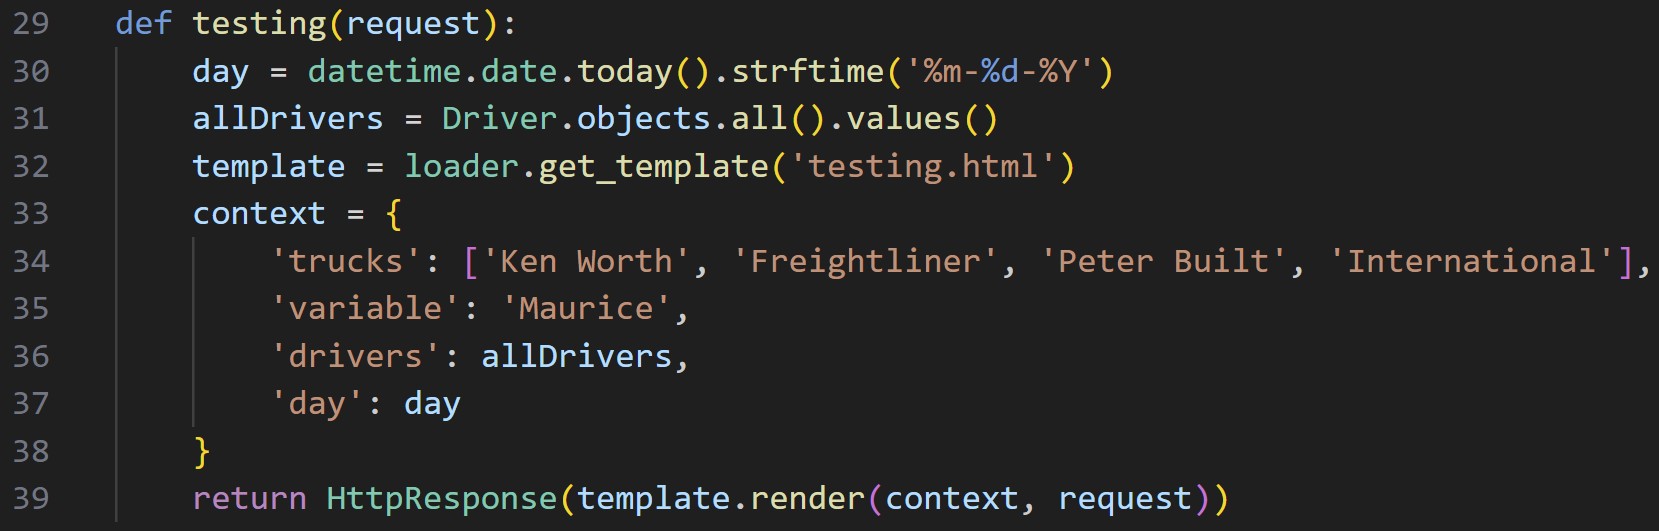 29 def testing(request):
30 day = datetime.date.today().strftime('%m-%d-%Y')
31 allDrivers = Driver.objects.all().values()
32 template = loader.get_template('testing.html')
33 context = {
34 'trucks': ['Ken Worth', 'Freightliner', 'Peter Built', 'International'],
35 'variable': 'Maurice',
36 'drivers': allDrivers,
37 'day': day
38 }
39 return HttpResponse(template.render(context, request))